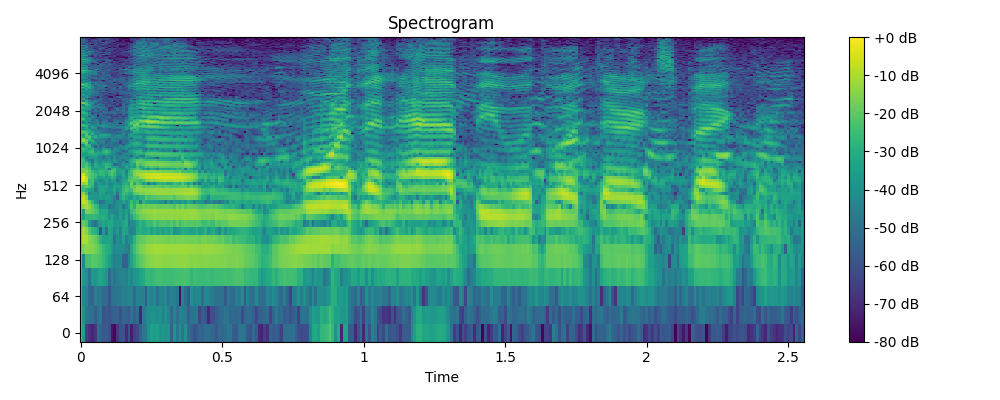 Spectrogram
Hz
4096
2048
1024
512
256
128
64
0
0 0.5 1 1.5 2 2.5
Time
+0 dB
-10 dB
-20 dB
-30 dB
-40 dB
-50 dB
-60 dB
-70 dB
-80 dB